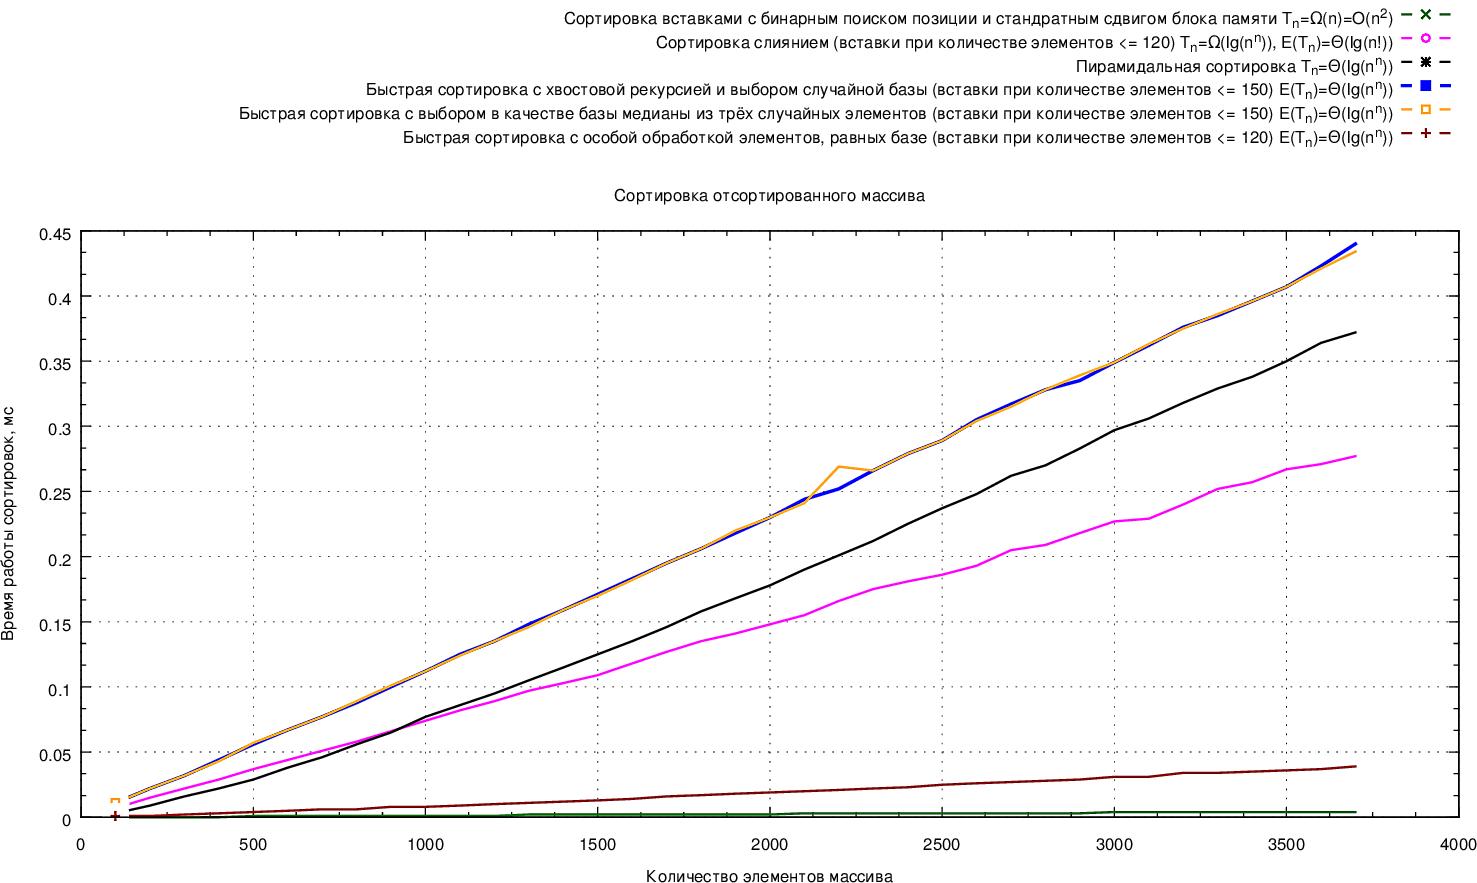 Сортировка вставками с бинарным поиском позиции и стандратным сдвигом блока памяти Tn=Ω(n)=O(n²)
Сортировка слиянием (вставки при количестве элементов <= 120) Tn=Ω(lg(nⁿ)), E(Tn)=Θ(lg(n!))
Пирамидальная сортировка Tn=Θ(lg(nⁿ))
Быстрая сортировка с хвостовой рекурсией и выбором случайной базы (вставки при количестве элементов <= 150) E(Tn)=Θ(lg(nⁿ))
Быстрая сортировка с выбором в качестве базы медианы из трёх случайных элементов (вставки при количестве элементов <= 150) E(Tn)=Θ(lg(nⁿ))
Быстрая сортировка с особой обработкой элементов, равных базе (вставки при количестве элементов <= 120) E(Tn)=Θ(lg(nⁿ))
Сортировка отсортированного массива
Время работы сортировок, мс
0.45
0.4
0.35
0.3
0.25
0.2
0.15
0.1
0.05
0
0 500 1000 1500 2000 2500 3000 3500 4000
Количество элементов массива